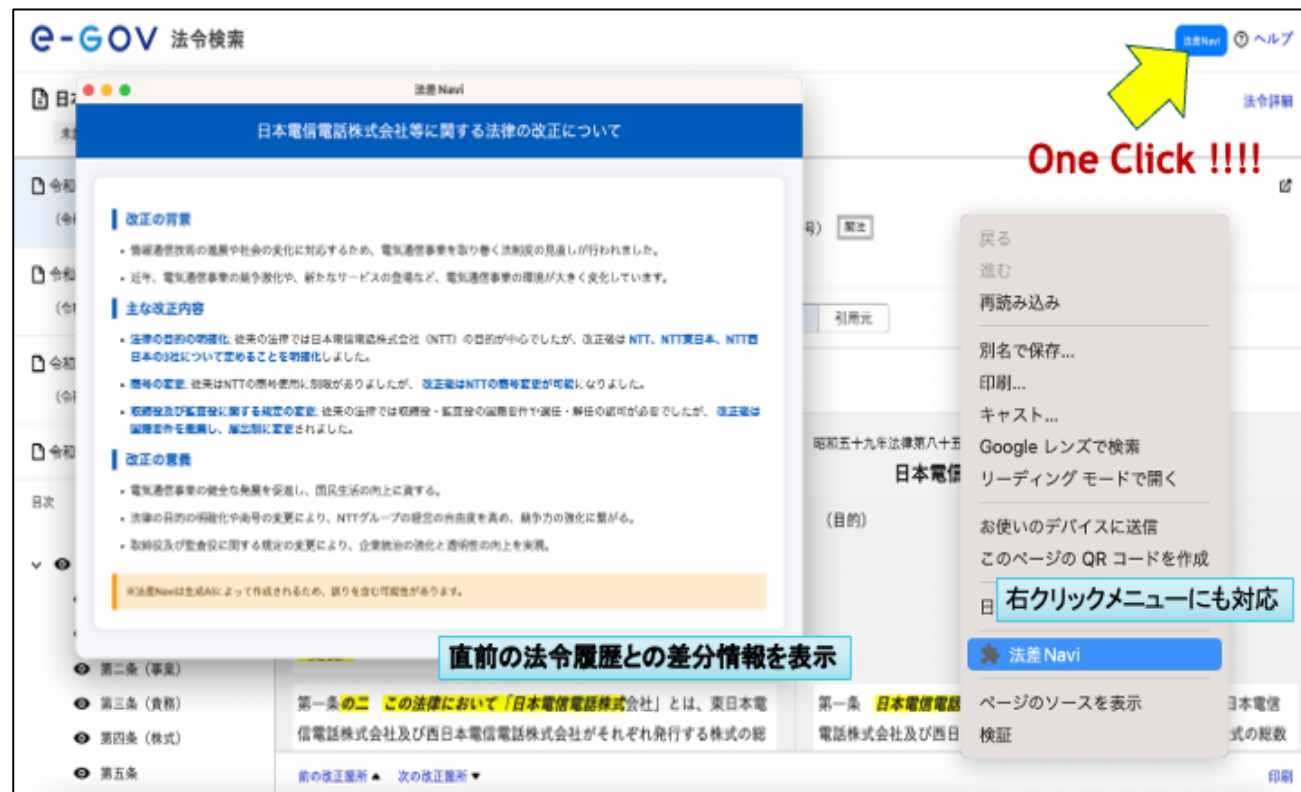 e-GOV 法令検索
法差Navi
ヘルプ
日本
法差Navi
法令詳細
日本電信電話株式会社等に関する法律の改正について
One Click !!!!
令和
改正の背景
号)
・情報通信技術の進展や社会の変化に対応するため、電気通信事業を取り巻く法制度の見直しが行われました。
・近年、電気通信事業の競争激化や、新たなサービスの登場など、電気通信事業の環境が大きく変化しています。
令和
主な改正内容
引用元
・法律の目的の明確化: 従来の法律では日本電信電話株式会社（NTT）の目的が中心でしたが、改正後は NTT、NTT東日本、NTT西
日本の3社について定めることを明確化しました。
令和
・商号の変更: 従来はNTTの商号使用に制限がありましたが、 改正後はNTTの商号変更が可能になりました。
・取締役及び監査役に関する規定の変更: 従来の法律では取締役・監査役の国籍要件や選任・解任の認可が必要でしたが、 改正後は
国籍要件を撤廃し、届出制に変更されました。
令和
改正の意義
・電気通信事業の健全な発展を促進し、国民生活の向上に資する。
・法律の目的の明確化や商号の変更により、NTTグループの経営の自由度を高め、競争力の強化に繋がる。
・取締役及び監査役に関する規定の変更により、企業統治の強化と透明性の向上を実現。
※法差Naviは生成AIによって作成されるため、誤りを含む可能性があります。
目次
昭和五十九年法律第八十五
日本電信
（目的）
戻る
進む
再読み込み
別名で保存...
印刷...
キャスト...
Google レンズで検索
リーディング モードで開く
お使いのデバイスに送信
このページの QR コードを作成
日
右クリックメニューにも対応
法差Navi
ページのソースを表示
検証
直前の法令履歴との差分情報を表示
第二条（事業）
第三条（責務）
第四条（株式）
第五条
第一条の二 この法律において「日本電信電話株式会社」とは、東日本電
信電話株式会社及び西日本電信電話株式会社がそれぞれ発行する株式の総
第一条 日本電信電話
日本電信
電話株式会社及び西日
式の総数
前の改正箇所▲ 次の改正箇所▼
印刷